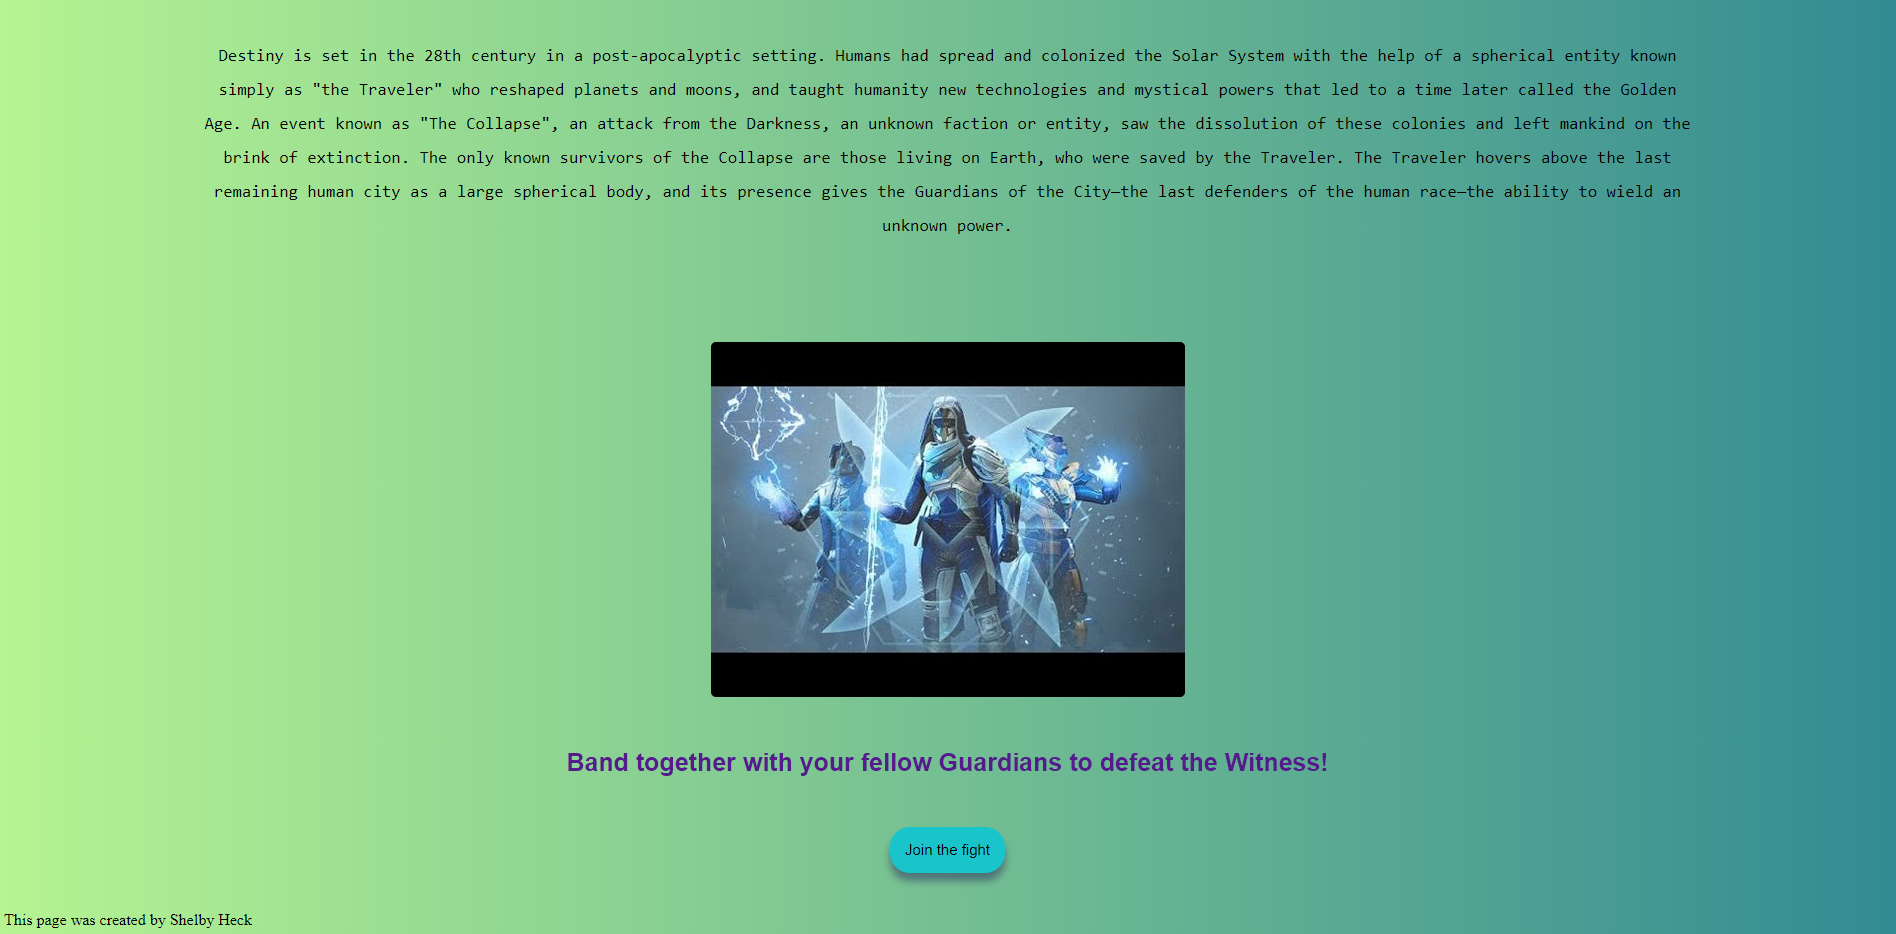 Destiny is set in the 28th century in a post-apocalyptic setting. Humans had spread and colonized the Solar System with the help of a spherical entity known
simply as "the Traveler" who reshaped planets and moons, and taught humanity new technologies and mystical powers that led to a time later called the Golden
Age. An event known as "The Collapse", an attack from the Darkness, an unknown faction or entity, saw the dissolution of these colonies and left mankind on the
brink of extinction. The only known survivors of the Collapse are those living on Earth, who were saved by the Traveler. The Traveler hovers above the last
remaining human city as a large spherical body, and its presence gives the Guardians of the City—the last defenders of the human race—the ability to wield an
unknown power.
Band together with your fellow Guardians to defeat the Witness!
Join the fight
This page was created by Shelby Heck